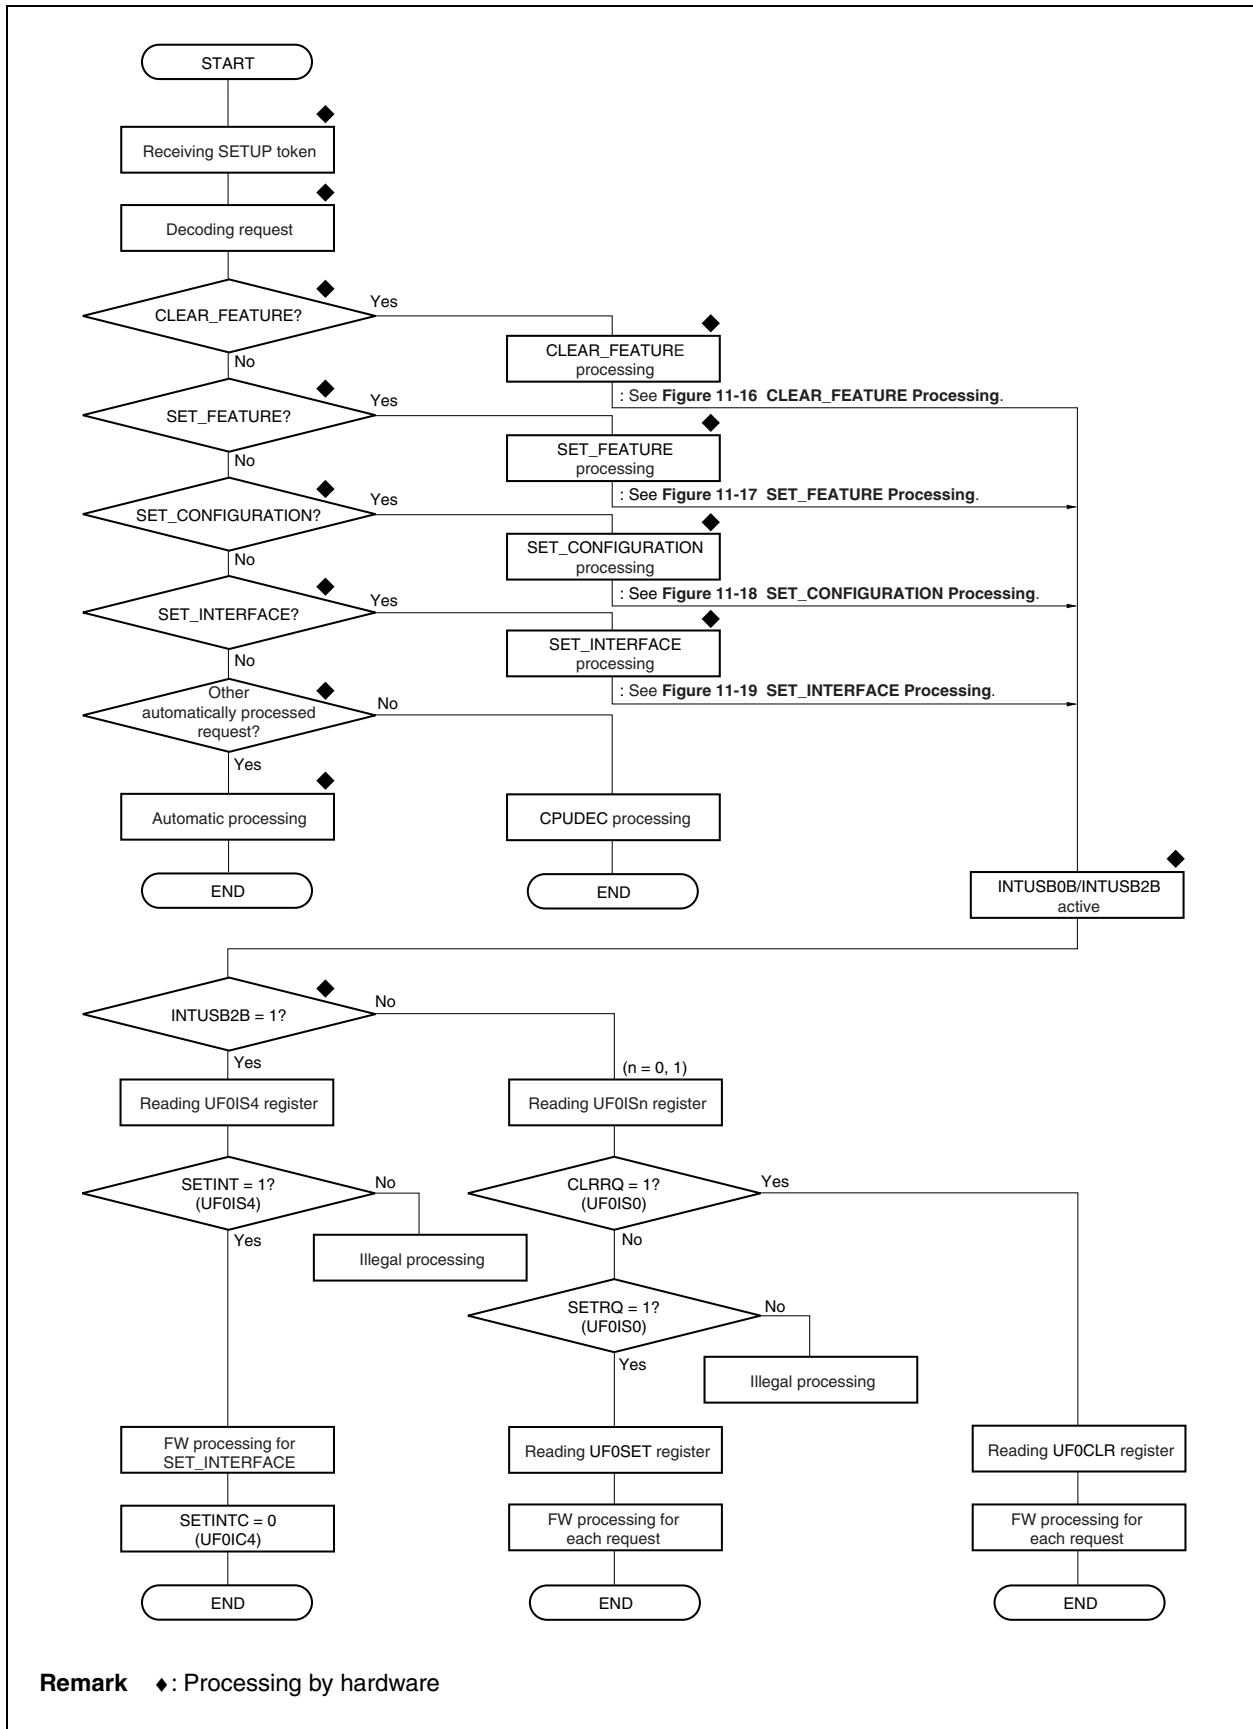 START
Receiving SETUP token
Decoding request
CLEAR_FEATURE?
Yes
No
CLEAR_FEATURE
processing
: See Figure 11-16 CLEAR_FEATURE Processing.
SET_FEATURE?
Yes
No
SET_FEATURE
processing
: See Figure 11-17 SET_FEATURE Processing.
SET_CONFIGURATION?
Yes
No
SET_CONFIGURATION
processing
: See Figure 11-18 SET_CONFIGURATION Processing.
SET_INTERFACE?
Yes
No
SET_INTERFACE
processing
: See Figure 11-19 SET_INTERFACE Processing.
Other
automatically processed
request?
No
Yes
Automatic processing
CPUDEC processing
END
END
INTUSB0B/INTUSB2B
active
INTUSB2B = 1?
No
Yes
(n = 0, 1)
Reading UF0IS4 register
Reading UF0ISn register
SETINT = 1?
(UF0IS4)
No
Yes
Illegal processing
CLRRQ = 1?
(UF0IS0)
Yes
No
SETRQ = 1?
(UF0IS0)
No
Yes
Illegal processing
FW processing for
SET_INTERFACE
Reading UF0SET register
Reading UF0CLR register
SETINTC = 0
(UF0IC4)
FW processing for
each request
FW processing for
each request
END
END
END
Remark ♦: Processing by hardware